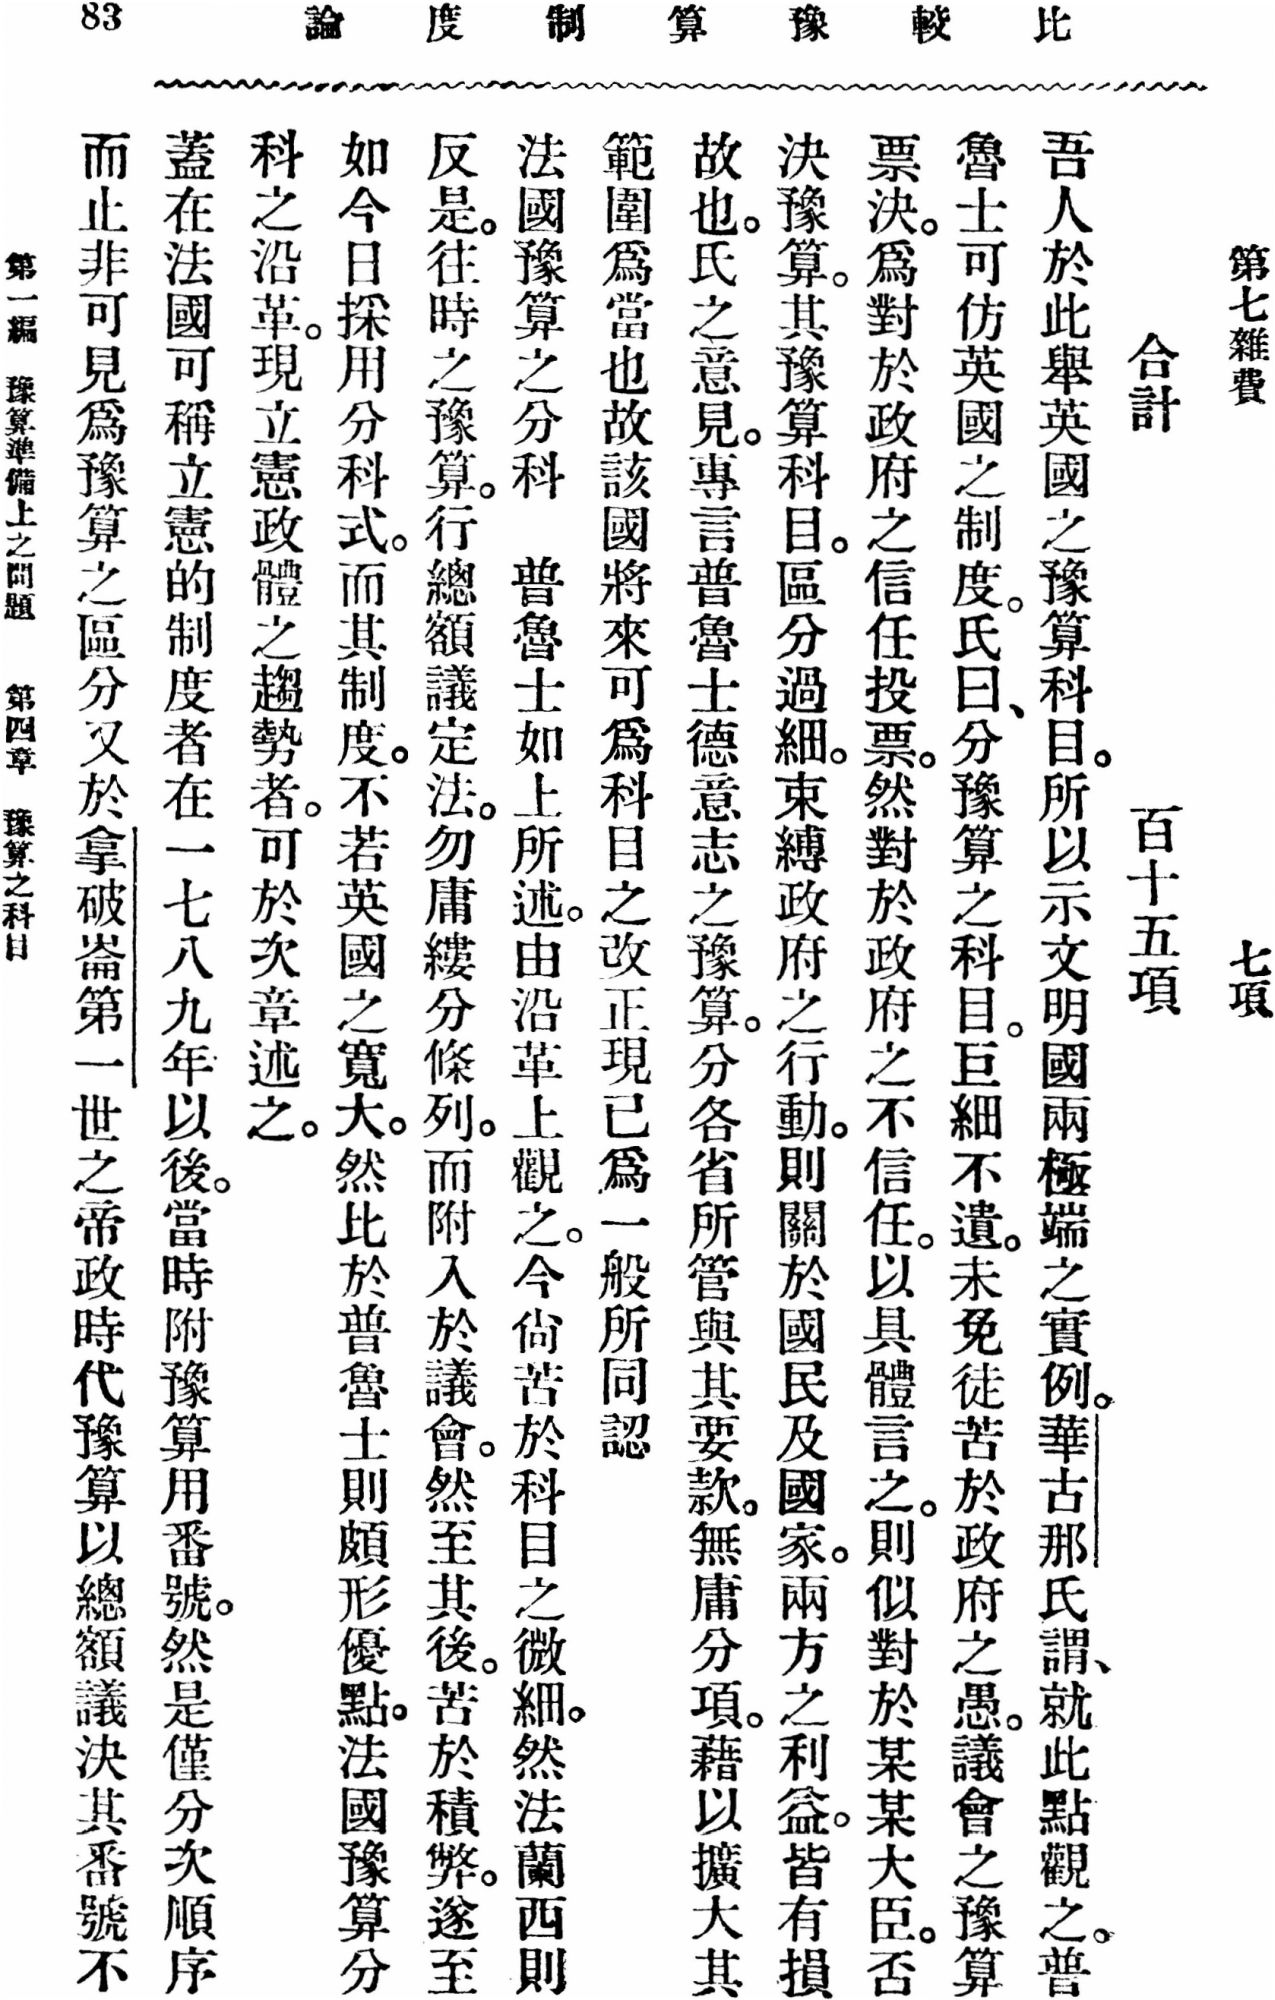 比較豫算制度論
83
第七雜費 七項
合計 百十五項
吾人於此舉英國之豫算科目。所以示文明國兩極端之實例。華古那氏謂、就此點觀之。普
魯士可仿英國之制度。氏曰、分豫算之科目。巨細不遺。未免徒苦於政府之愚。議會之豫算
票決。爲對於政府之信任投票。然對於政府之不信任。以具體言之。則似對於某某大臣。否
決豫算。其豫算科目。區分過細。束縛政府之行動。則關於國民及國家。兩方之利益。皆有損
故也。氏之意見。專言普魯士德意志之豫算。分各省所管與其要款。無庸分項。藉以擴大其
範圍爲當也故該國將來可爲科目之改正現已爲一般所同認
法國豫算之分科 普魯士如上所述。由沿革上觀之。今尙苦於科目之微細。然法蘭西則
反是。往時之豫算。行總額議定法。勿庸縷分條列。而附入於議會。然至其後。苦於積弊。遂至
如今日採用分科式。而其制度。不若英國之寬大。然比於普魯士則頗形優點。法國豫算分
科之沿革。現立憲政體之趨勢者。可於次章述之。
蓋在法國可稱立憲的制度者在一七八九年以後。當時附豫算用番號。然是僅分次順序
而止非可見爲豫算之區分又於拿破崙第一世之帝政時代豫算以總額議決其番號不
第一編 豫算準備上之問題 第四章 豫算之科目